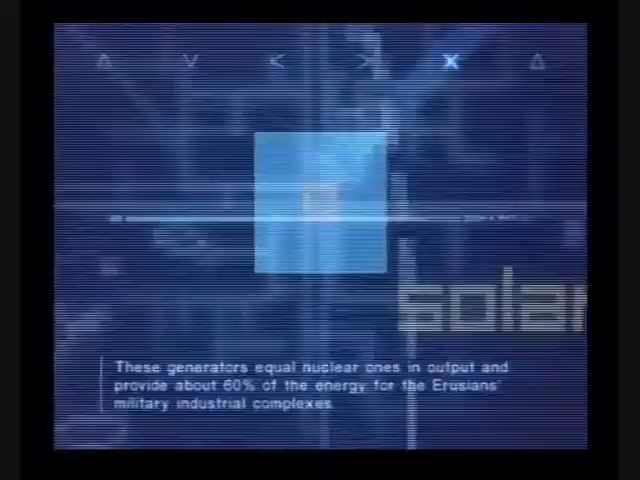 solar
These generators equal nuclear ones in output and
provide about 60% of the energy for the Erusians'
military industrial complexes.